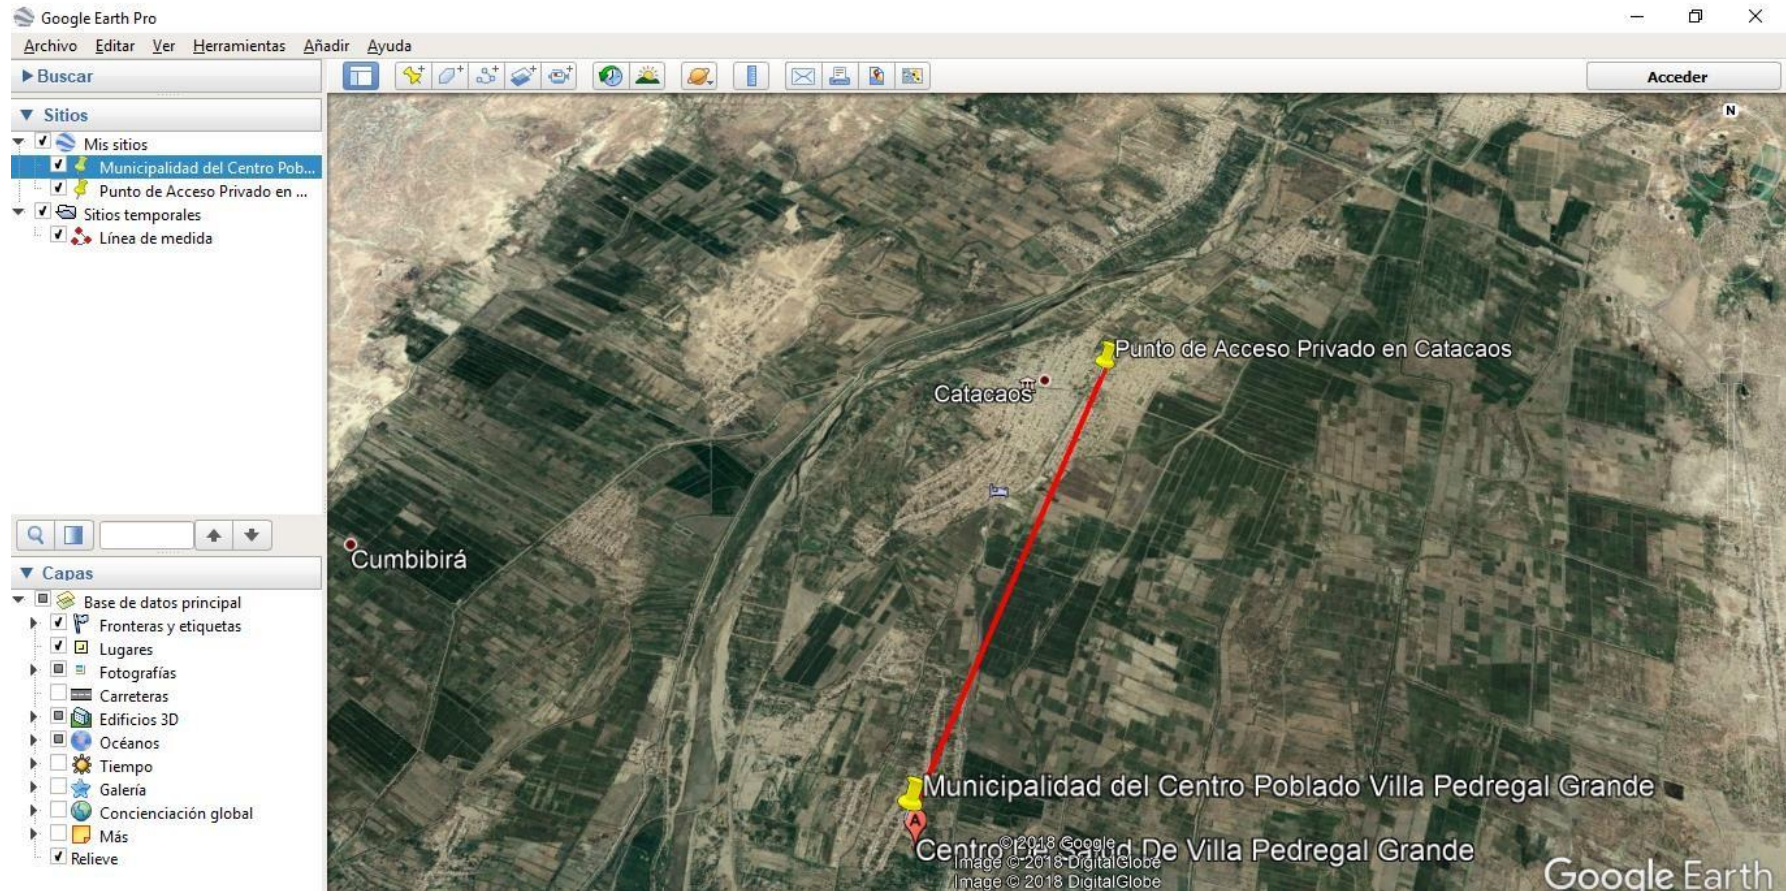 Google Earth Pro
Archivo Editar Ver Herramientas Añadir Ayuda
Buscar
Acceder
Sitios
Mis sitios
Municipalidad del Centro Pob...
Punto de Acceso Privado en ...
Sitios temporales
Línea de medida
Capas
Base de datos principal
Fronteras y etiquetas
Lugares
Fotografías
Carreteras
Edificios 3D
Océanos
Tiempo
Galería
Concienciación global
Más
Relieve
N
Punto de Acceso Privado en Catacaos
Catacaos
Cumbibirá
Municipalidad del Centro Poblado Villa Pedregal Grande
A
Centro De Salud De Villa Pedregal Grande
© 2018 Google
Image © 2018 DigitalGlobe
Image © 2018 DigitalGlobe
Google Earth